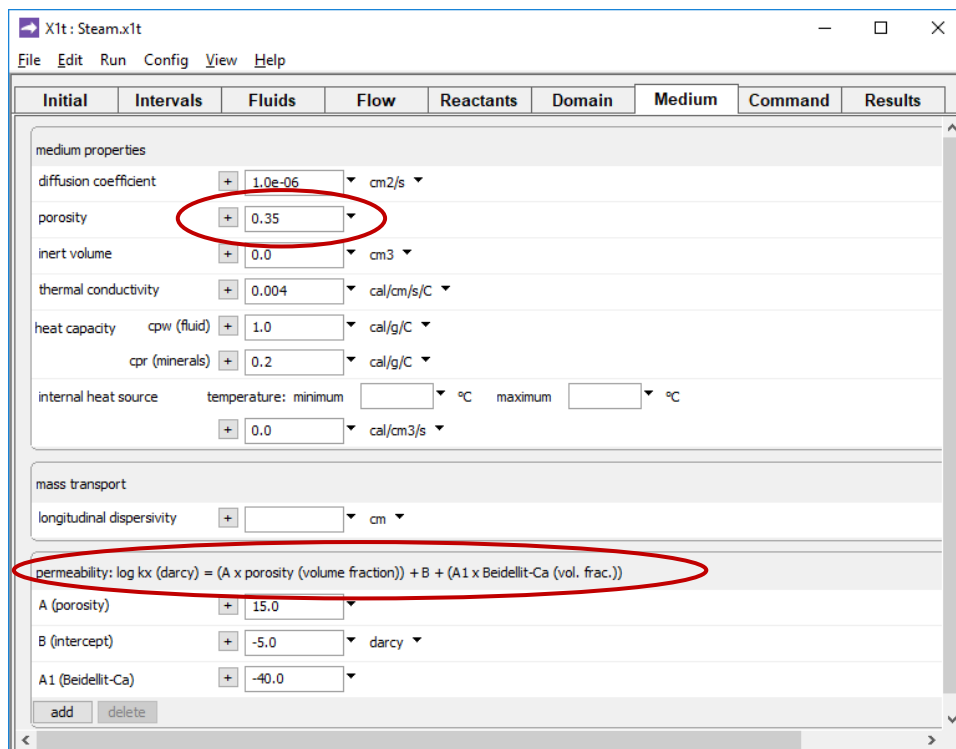 X1t : Steam.x1t
File Edit Run Config View Help
Initial Intervals Fluids Flow Reactants Domain Medium Command Results
medium properties
diffusion coefficient + 1.0e-06 cm2/s
porosity + 0.35
inert volume + 0.0 cm3
thermal conductivity + 0.004 cal/cm/s/C
heat capacity cpw (fluid) + 1.0 cal/g/C
cpr (minerals) + 0.2 cal/g/C
internal heat source temperature: minimum ºC maximum ºC
+ 0.0 cal/cm3/s
mass transport
longitudinal dispersivity + cm
permeability: log kx (darcy) = (A x porosity (volume fraction)) + B + (A1 x Beidellit-Ca (vol. frac.))
A (porosity) + 15.0
B (intercept) + -5.0 darcy
A1 (Beidellit-Ca) + -40.0
add delete